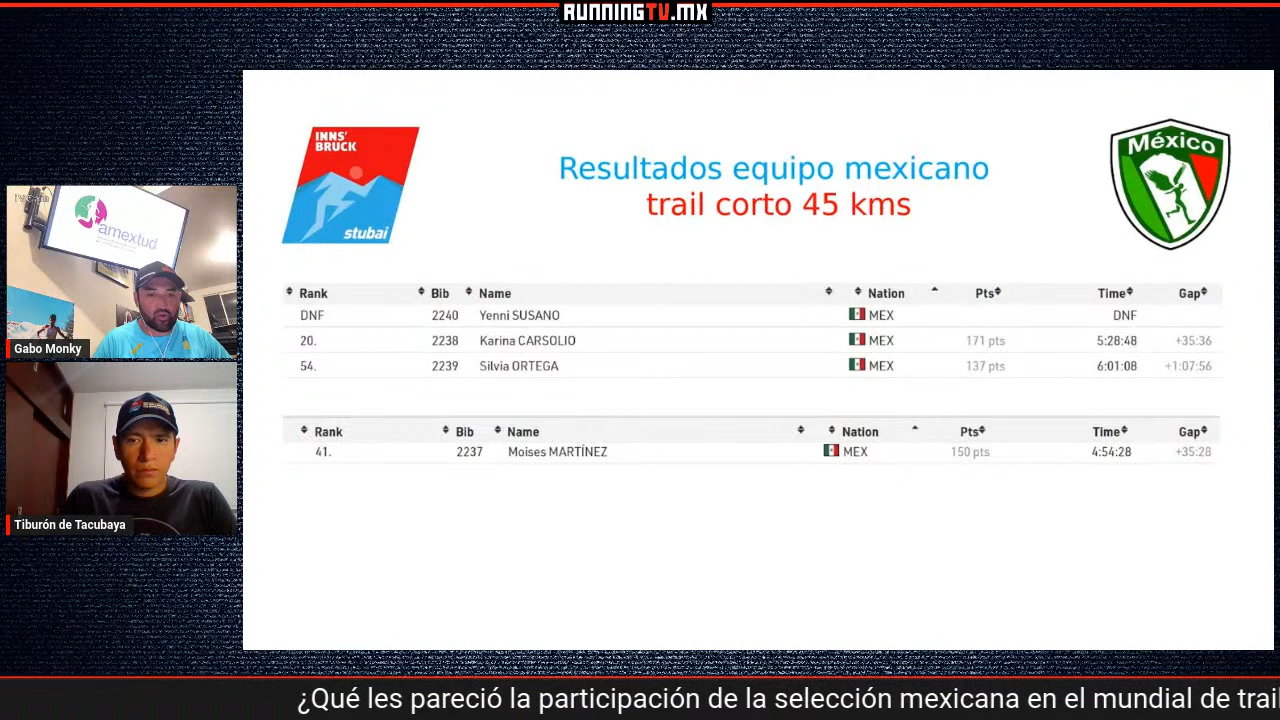 RUNNINGTV.MX
INNS'
BRUCK
stubai
Resultados equipo mexicano
trail corto 45 kms
México
Rank Bib Name Nation Pts Time Gap
DNF 2240 Yenni SUSANO MEX DNF
20. 2238 Karina CARSOLIO MEX 171 pts 5:28:48 +35:36
54. 2239 Silvia ORTEGA MEX 137 pts 6:01:08 +1:07:56
Rank Bib Name Nation Pts Time Gap
41. 2237 Moises MARTÍNEZ MEX 150 pts 4:54:28 +35:28
amextud
Gabo Monky
Tiburón de Tacubaya
¿Qué les pareció la participación de la selección mexicana en el mundial de trail